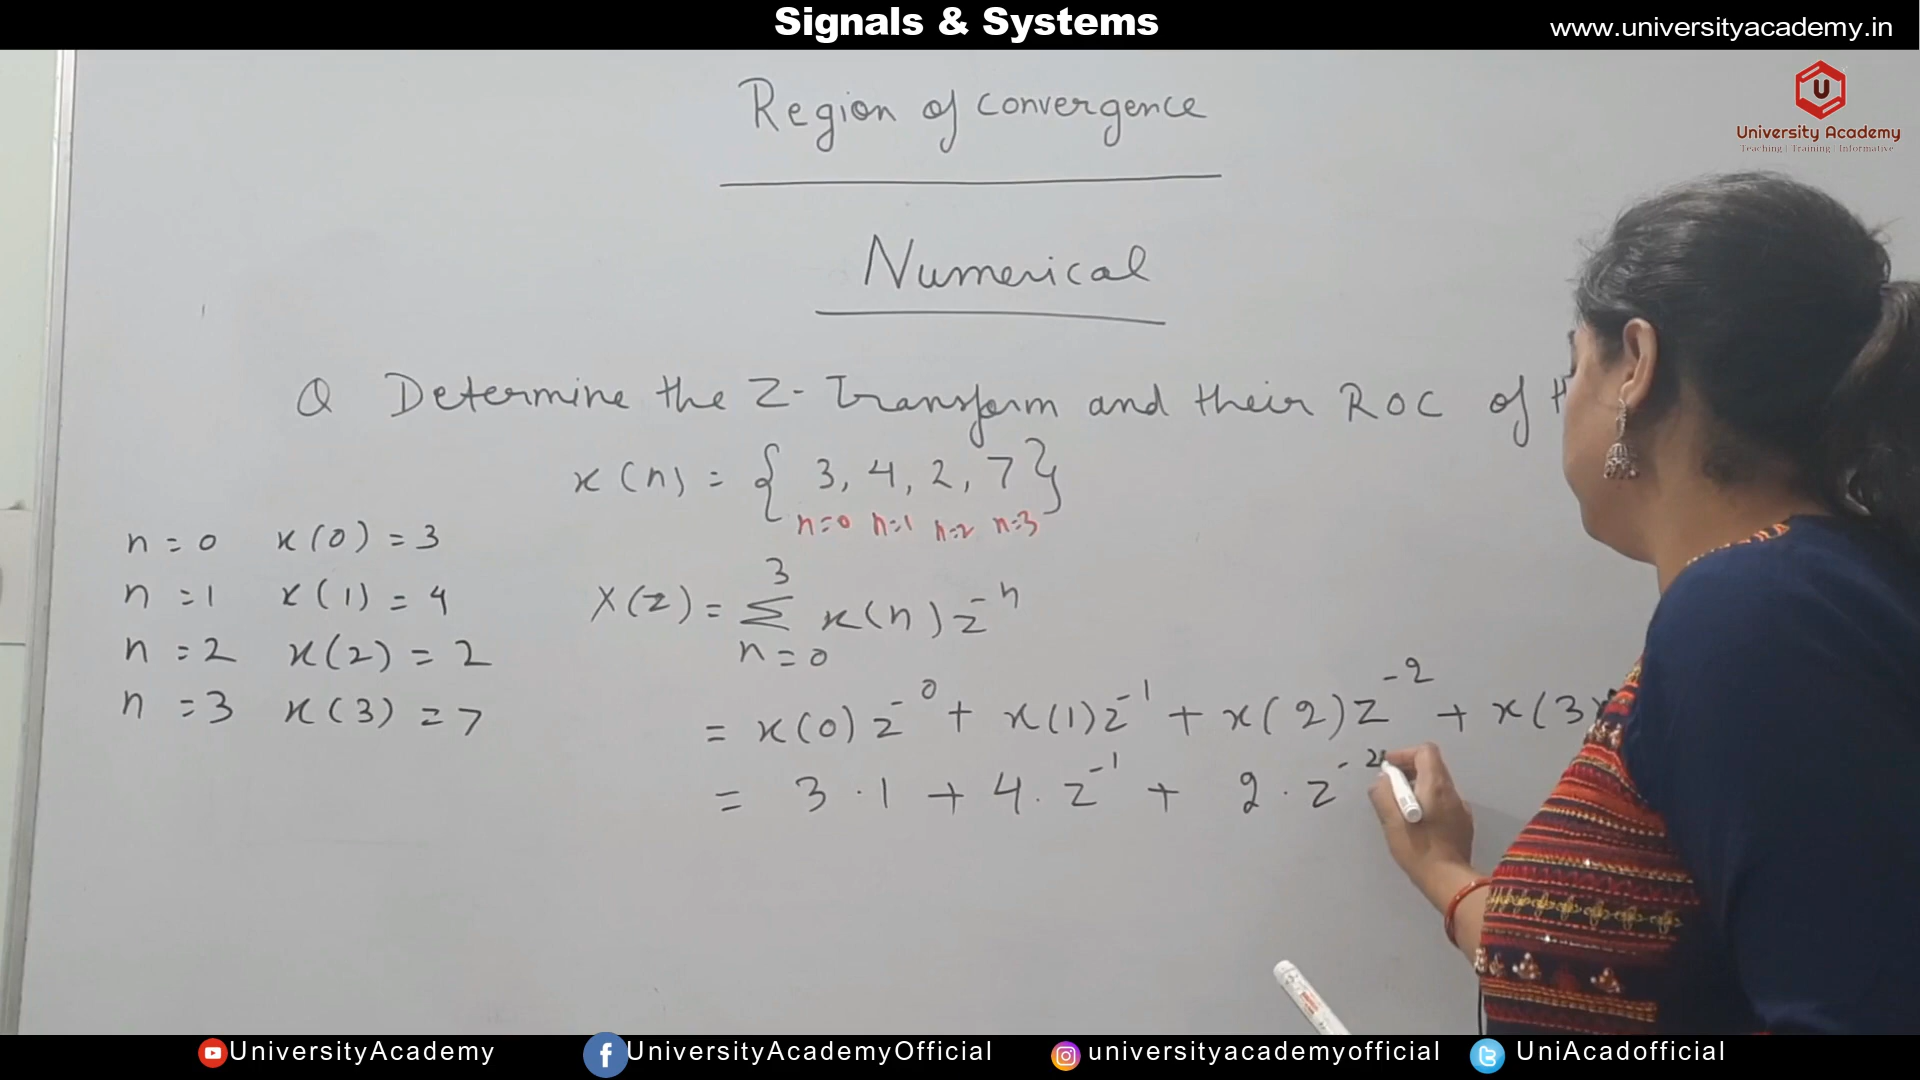 Signals & Systems
www.universityacademy.in
U
University Academy
Teaching | Training | Informative
Region of convergence
Numerical
Q Determine the Z-Transform and their ROC of
x(n) = { 3, 4, 2, 7 }
n=0 n=1 n=2 n=3
n = 0 x(0) = 3
n = 1 x(1) = 4
n = 2 x(2) = 2
n = 3 x(3) = 7
X(z) = 3 Σ n=0 x(n) z⁻ⁿ
= x(0) z⁻⁰ + x(1) z⁻¹ + x(2) z⁻² + x(3)
= 3 · 1 + 4 · z⁻¹ + 2 · z⁻²
UniversityAcademy UniversityAcademyOfficial universityacademyofficial UniAcadofficial